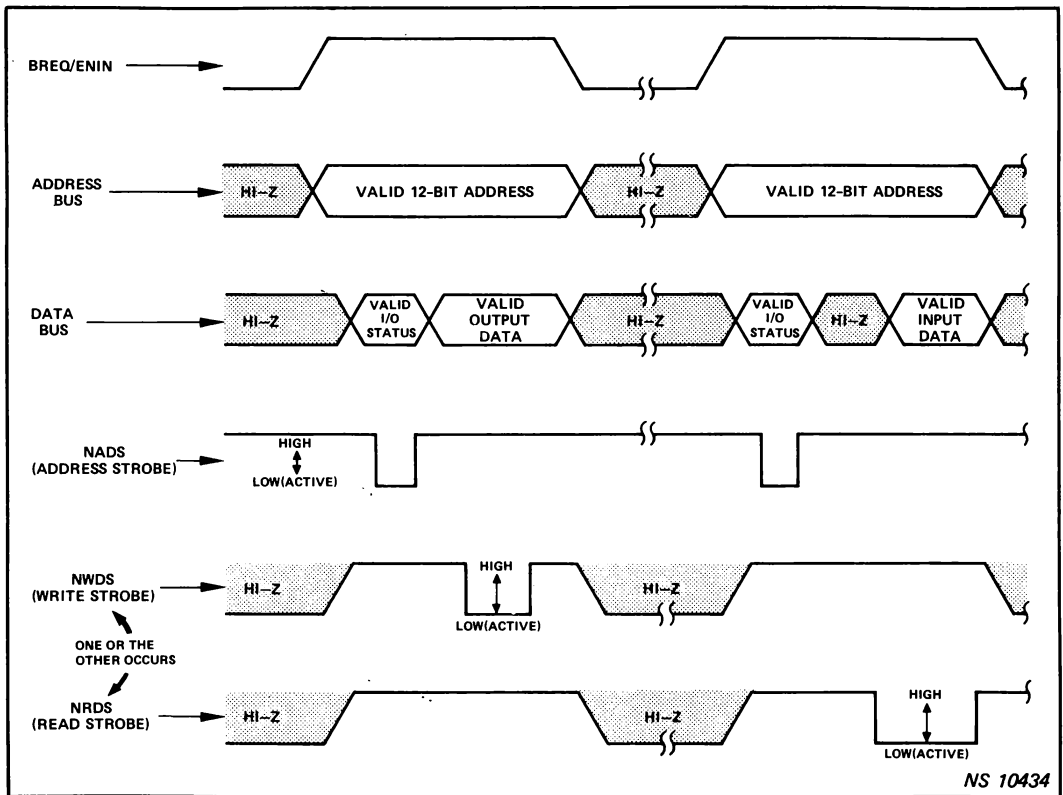 BREQ/ENIN
ADDRESS
BUS
HI-Z
VALID 12-BIT ADDRESS
HI-Z
VALID 12-BIT ADDRESS
DATA
BUS
HI-Z
VALID
I/O
STATUS
VALID
OUTPUT
DATA
HI-Z
VALID
I/O
STATUS
HI-Z
VALID
INPUT
DATA
NADS
(ADDRESS STROBE)
HIGH
LOW(ACTIVE)
NWDS
(WRITE STROBE)
HI-Z
HIGH
LOW(ACTIVE)
HI-Z
ONE OR THE
OTHER OCCURS
NRDS
(READ STROBE)
HI-Z
HI-Z
HIGH
LOW(ACTIVE)
NS 10434